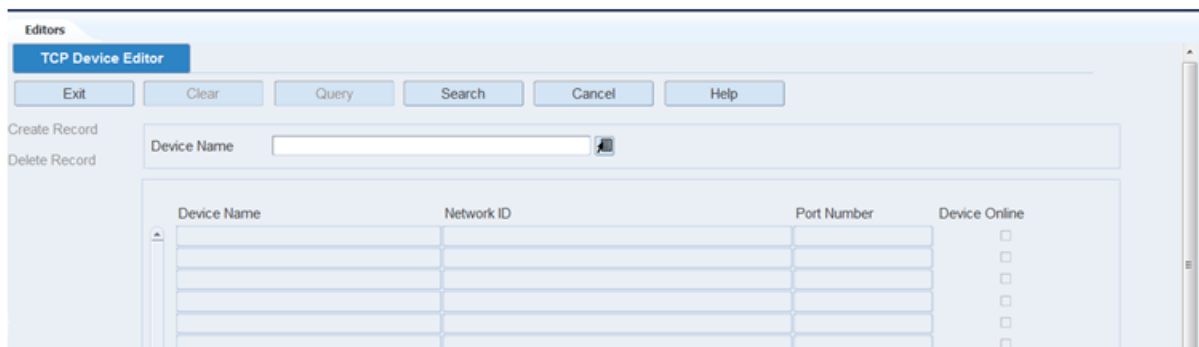 Editors
TCP Device Editor
Exit Clear Query Search Cancel Help
Create Record
Device Name
Delete Record
Device Name Network ID Port Number Device Online